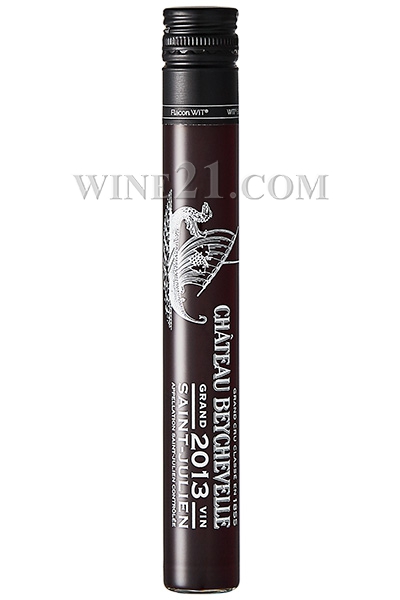 Flacon WIT®
WINE21.COM
GRAND CRU CLASSÉ EN 1855
CHÂTEAU BEYCHEVELLE
GRAND 2013 VIN
SAINT-JULIEN
APPELLATION SAINT-JULIEN CONTRÔLÉE